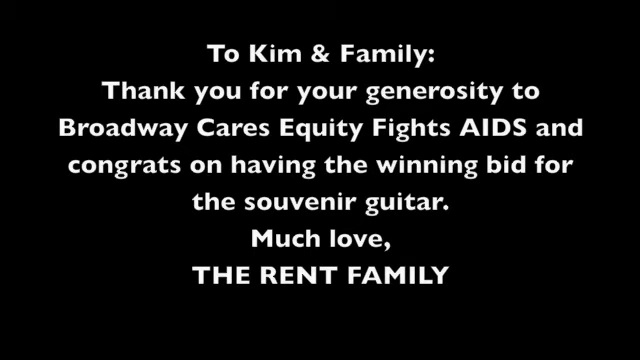 To Kim & Family:
Thank you for your generosity to
Broadway Cares Equity Fights AIDS and
congrats on having the winning bid for
the souvenir guitar.
Much love,
THE RENT FAMILY